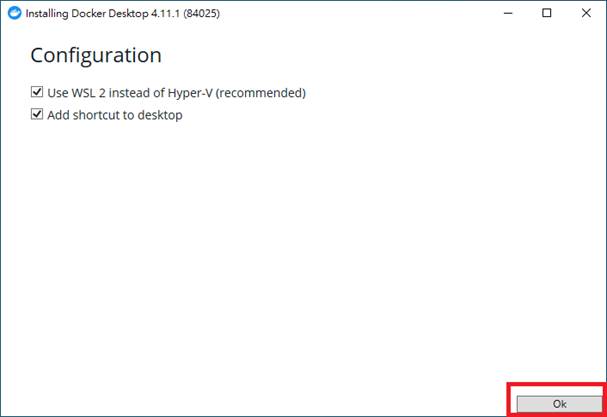 Installing Docker Desktop 4.11.1 (84025)
Configuration
Use WSL 2 instead of Hyper-V (recommended)
Add shortcut to desktop
Ok